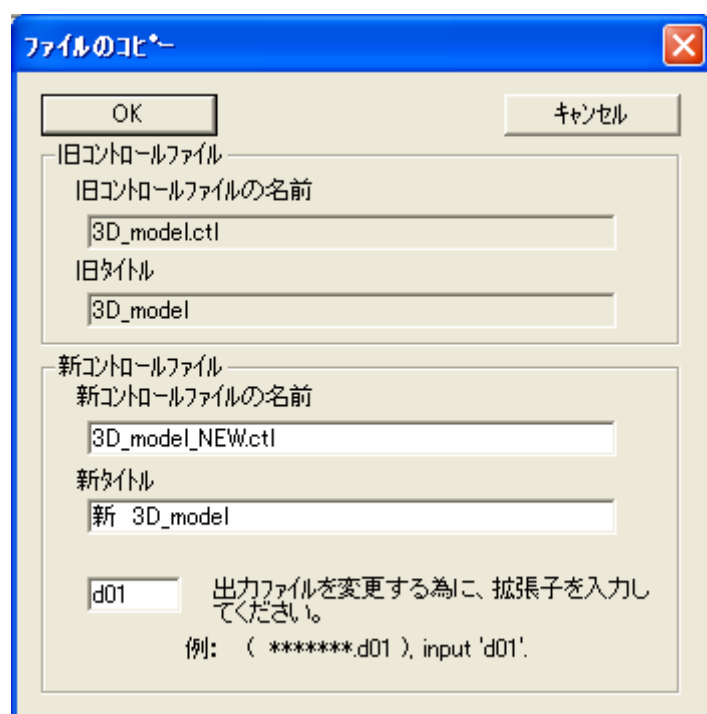 ファイルのコピー
OK
キャンセル
旧コントロールファイル
旧コントロールファイルの名前
3D_model.ctl
旧タイトル
3D_model
新コントロールファイル
新コントロールファイルの名前
3D_model_NEW.ctl
新タイトル
新 3D_model
d01
出力ファイルを変更する為に、拡張子を入力し
てください。
例: ( *******.d01 ), input 'd01'.